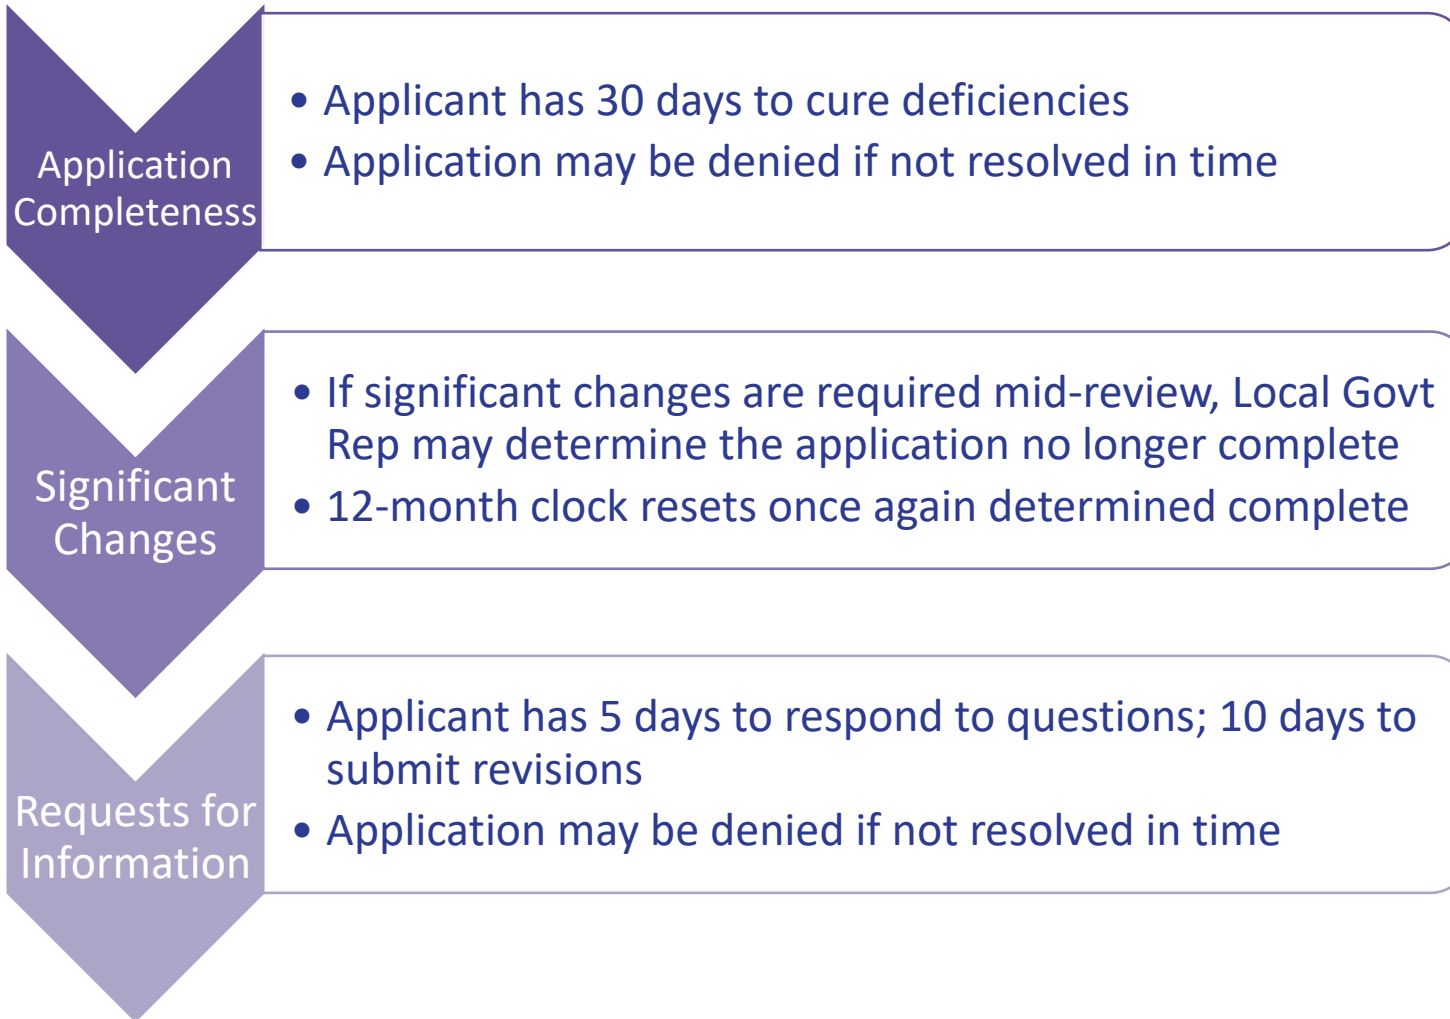 Application
Completeness
• Applicant has 30 days to cure deficiencies
• Application may be denied if not resolved in time
Significant
Changes
• If significant changes are required mid-review, Local Govt
Rep may determine the application no longer complete
• 12-month clock resets once again determined complete
Requests for
Information
• Applicant has 5 days to respond to questions; 10 days to
submit revisions
• Application may be denied if not resolved in time